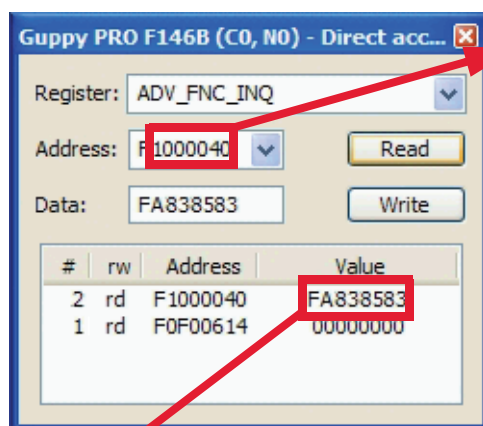 Guppy PRO F146B (C0, N0) - Direct acc...
Register: ADV_FNC_INQ
Address: F1000040 Read
Data: FA838583 Write
# rw Address Value
2 rd F1000040 FA838583
1 rd F0F00614 00000000